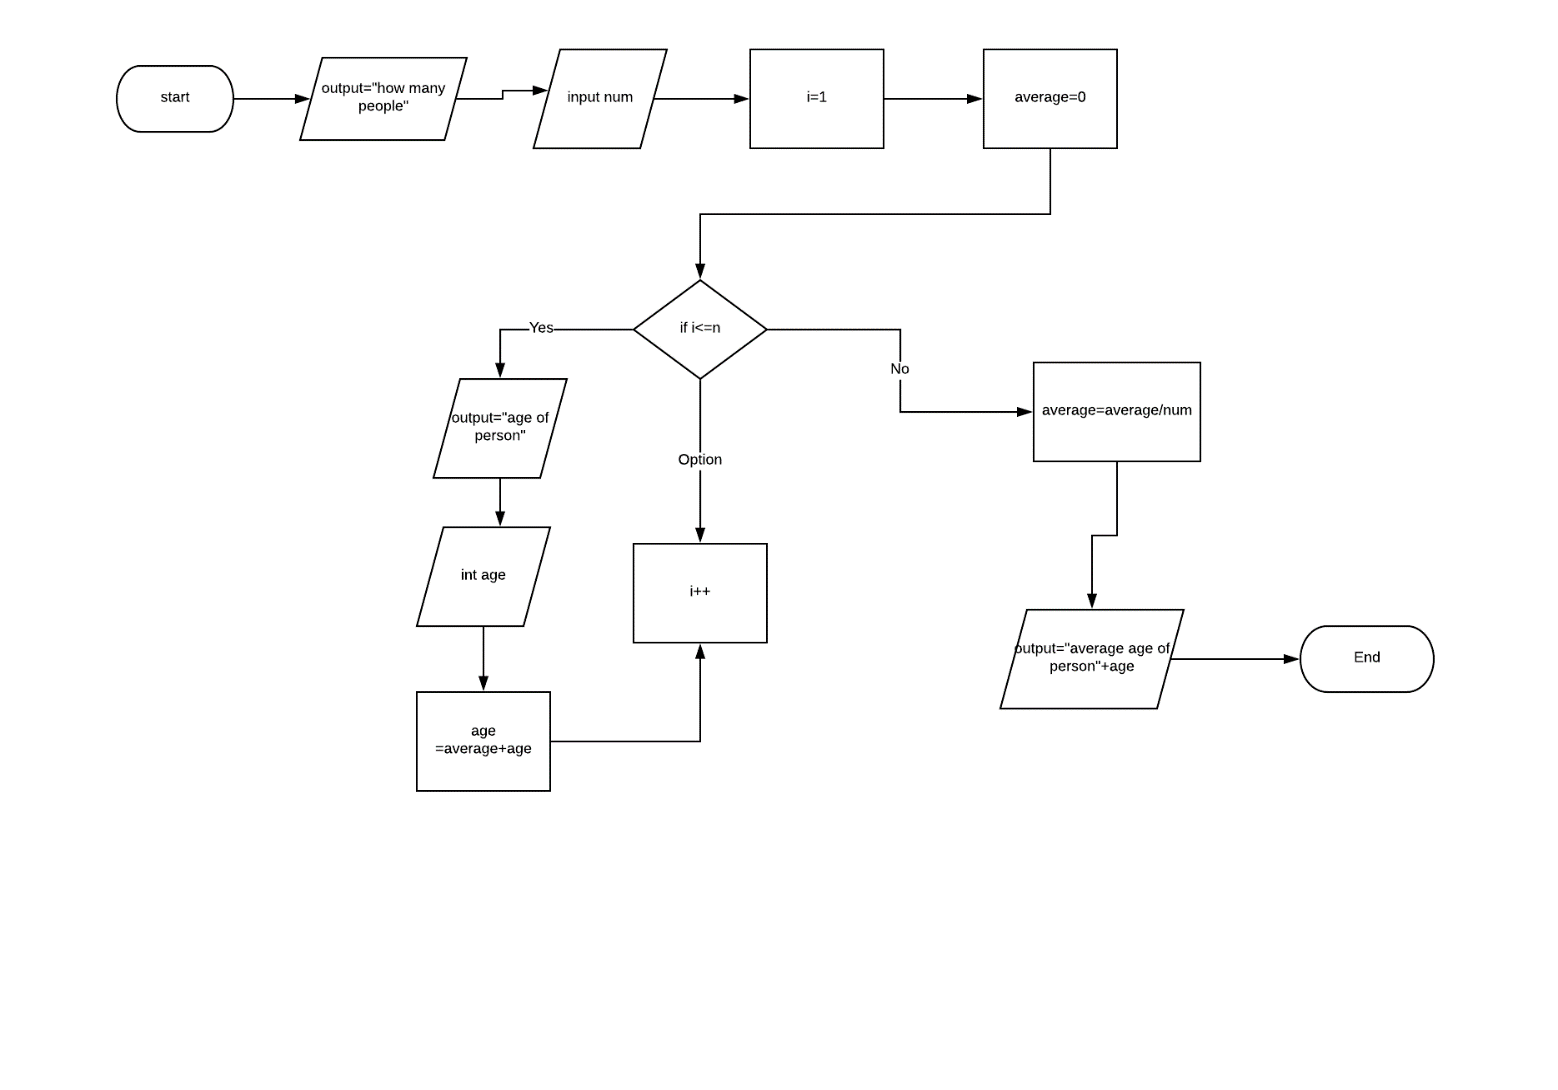 start
output="how many
people"
input num
i=1
average=0
if i<=n
Yes
No
output="age of
person"
average=average/num
Option
int age
i++
output="average age of
person"+age
End
age
=average+age